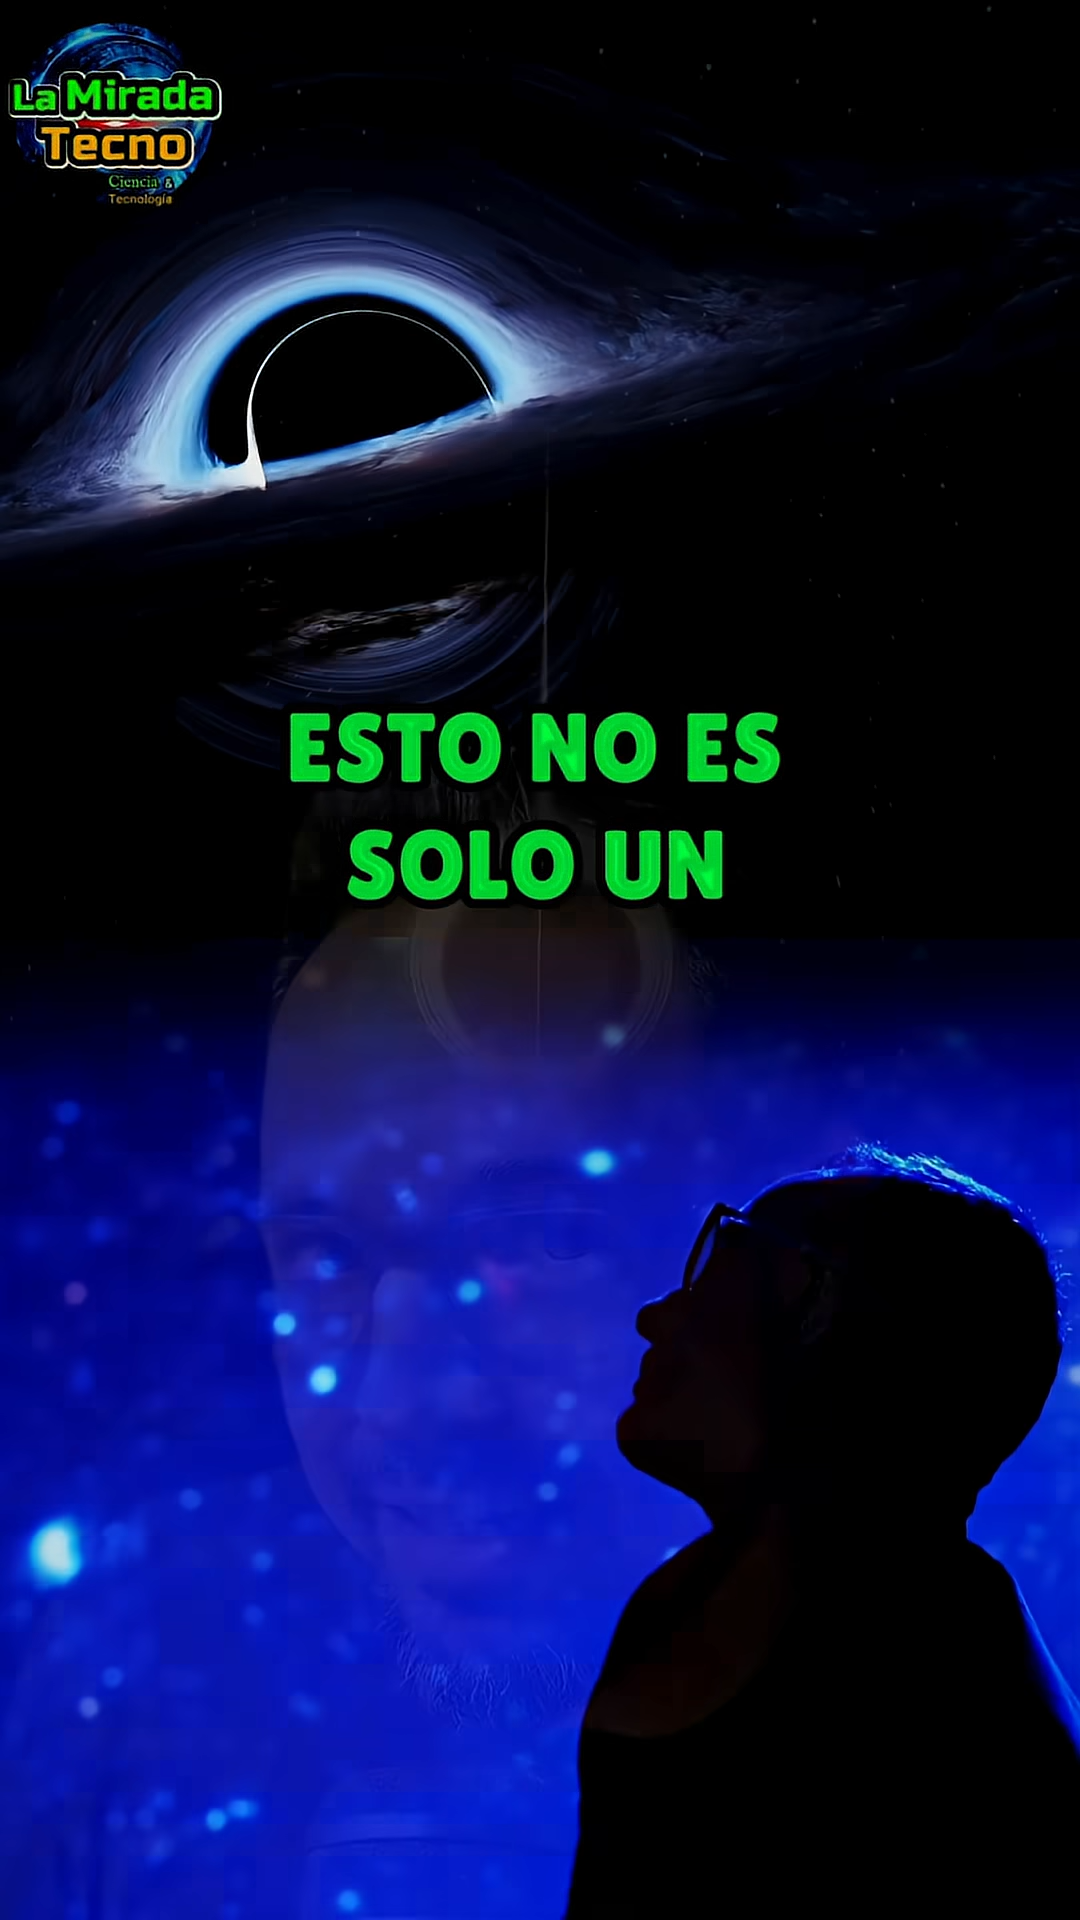 La Mirada
Tecno
Ciencia &
Tecnología
ESTO NO ES
SOLO UN